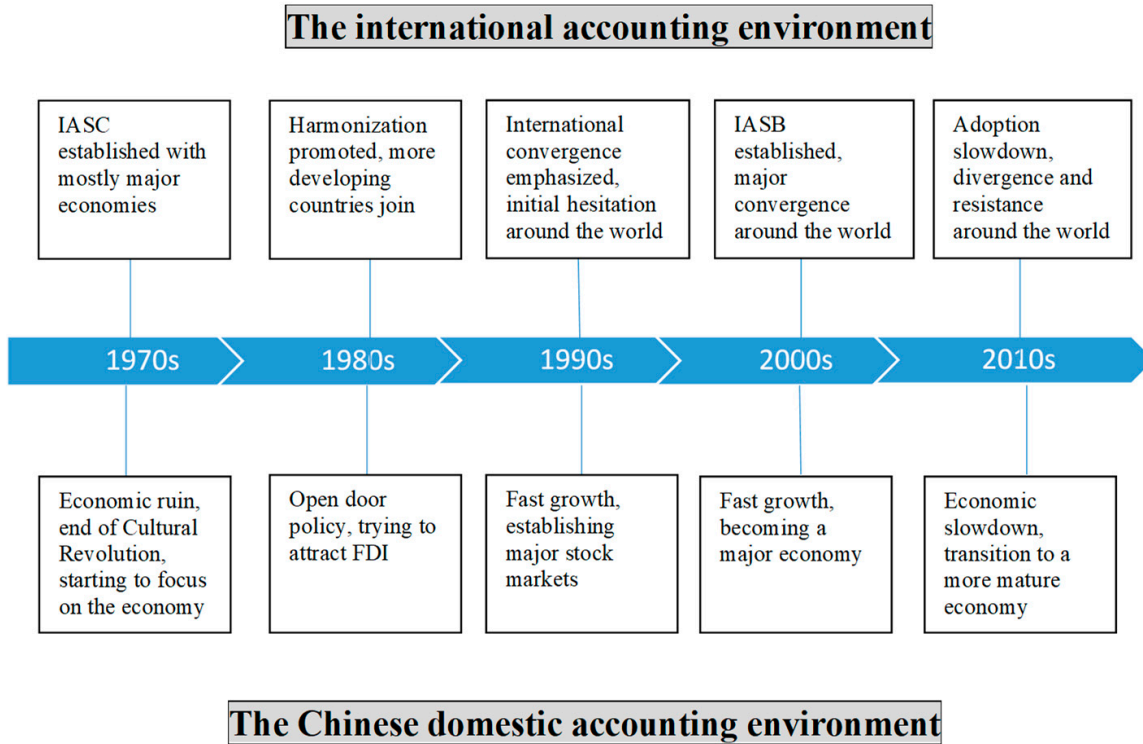 The international accounting environment
IASC
established with
mostly major
economies
Harmonization
promoted, more
developing
countries join
International
convergence
emphasized,
initial hesitation
around the world
IASB
established,
major
convergence
around the world
Adoption
slowdown,
divergence and
resistance
around the world
1970s
1980s
1990s
2000s
2010s
Economic ruin,
end of Cultural
Revolution,
starting to focus
on the economy
Open door
policy, trying to
attract FDI
Fast growth,
establishing
major stock
markets
Fast growth,
becoming a
major economy
Economic
slowdown,
transition to a
more mature
economy
The Chinese domestic accounting environment